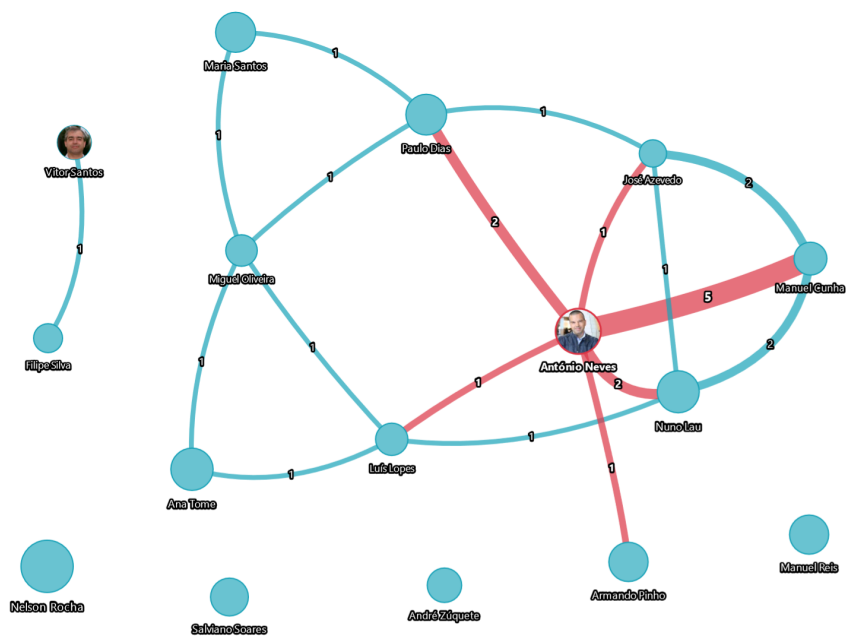 1
Maria Santos
1
Paulo Dias
1
Vitor Santos
1
1
José Azevedo
2
2
1
1
1
Miguel Oliveira
1
Manuel Cunha
5
Filipe Silva
1
1
António Neves
2
1
2
Nuno Lau
1
Luís Lopes
1
1
1
Ana Tome
Manuel Reis
Armando Pinho
Nelson Rocha
André Zúquete
Salviano Soares